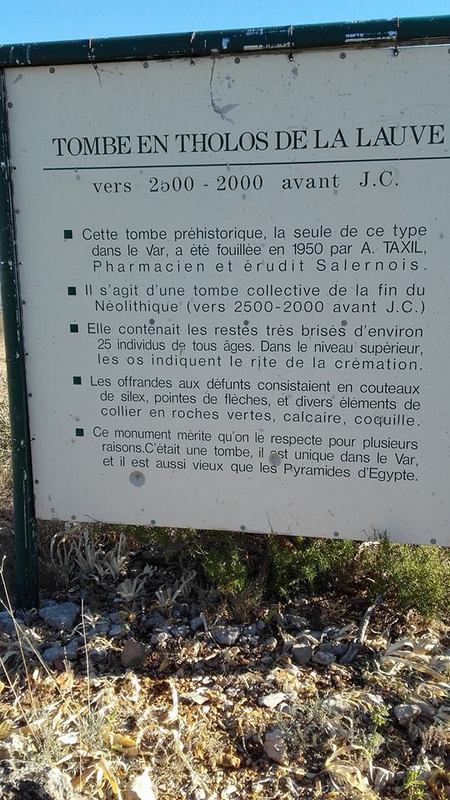 TOMBE EN THOLOS DE LA LAUVE
vers 2500 - 2000 avant J.C.
Cette tombe préhistorique, la seule de ce type
dans le Var, a été fouillée en 1950 par A. TAXIL,
Pharmacien et érudit Salernois.
Il s'agit d'une tombe collective de la fin du
Néolithique (vers 2500-2000 avant J.C.)
Elle contenait les restes trés brisés d'environ
25 individus de tous âges. Dans le niveau supérieur,
les os indiquent le rite de la crémation.
Les offrandes aux défunts consistaient en couteaux
de silex, pointes de flèches, et divers éléments de
collier en roches vertes, calcaire, coquille.
Ce monument mérite qu'on le respecte pour plusieurs
raisons.C'était une tombe, il est unique dans le Var,
et il est aussi vieux que les Pyramides d'Egypte.